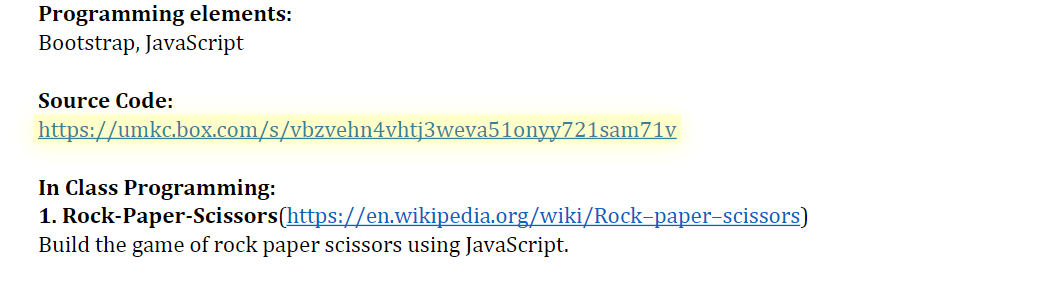 Programming elements:
Bootstrap, JavaScript
Source Code:
https://umkc.box.com/s/vbzvehn4vhtj3weva51onyy721sam71v
In Class Programming:
1. Rock-Paper-Scissors(https://en.wikipedia.org/wiki/Rock–paper–scissors)
Build the game of rock paper scissors using JavaScript.